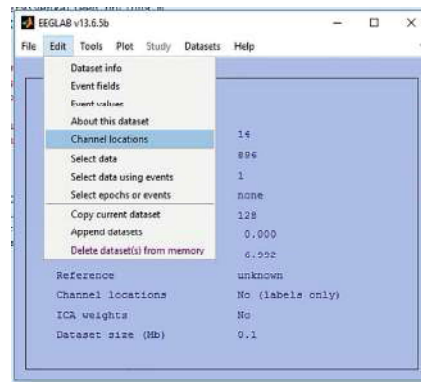 EEGLAB v13.6.5b
File Edit Tools Plot Study Datasets Help
Dataset info
Event fields
Event values
About this dataset
Channel locations
Select data
Select data using events
Select epochs or events
Copy current dataset
Append datasets
Delete dataset(s) from memory
14
896
1
none
128
0.000
6.992
Reference unknown
Channel locations No (labels only)
ICA weights No
Dataset size (Mb) 0.1